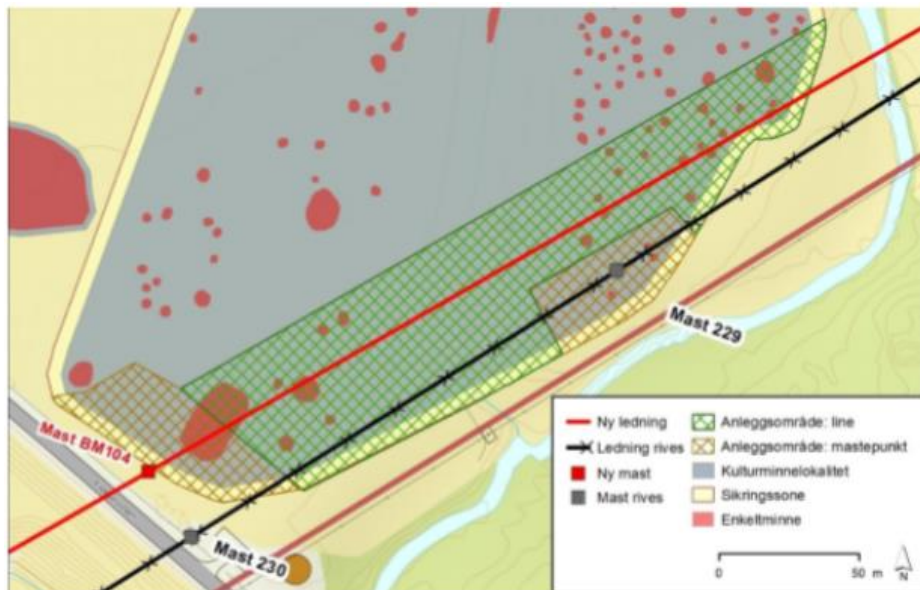 Mast 229
Mast BM104
Mast 230
Ny ledning
Ledning rives
Ny mast
Mast rives
Anleggsområde: line
Anleggsområde: mastepunkt
Kulturminnelokalitet
Sikringssone
Enkeltminne
0 50 m
N